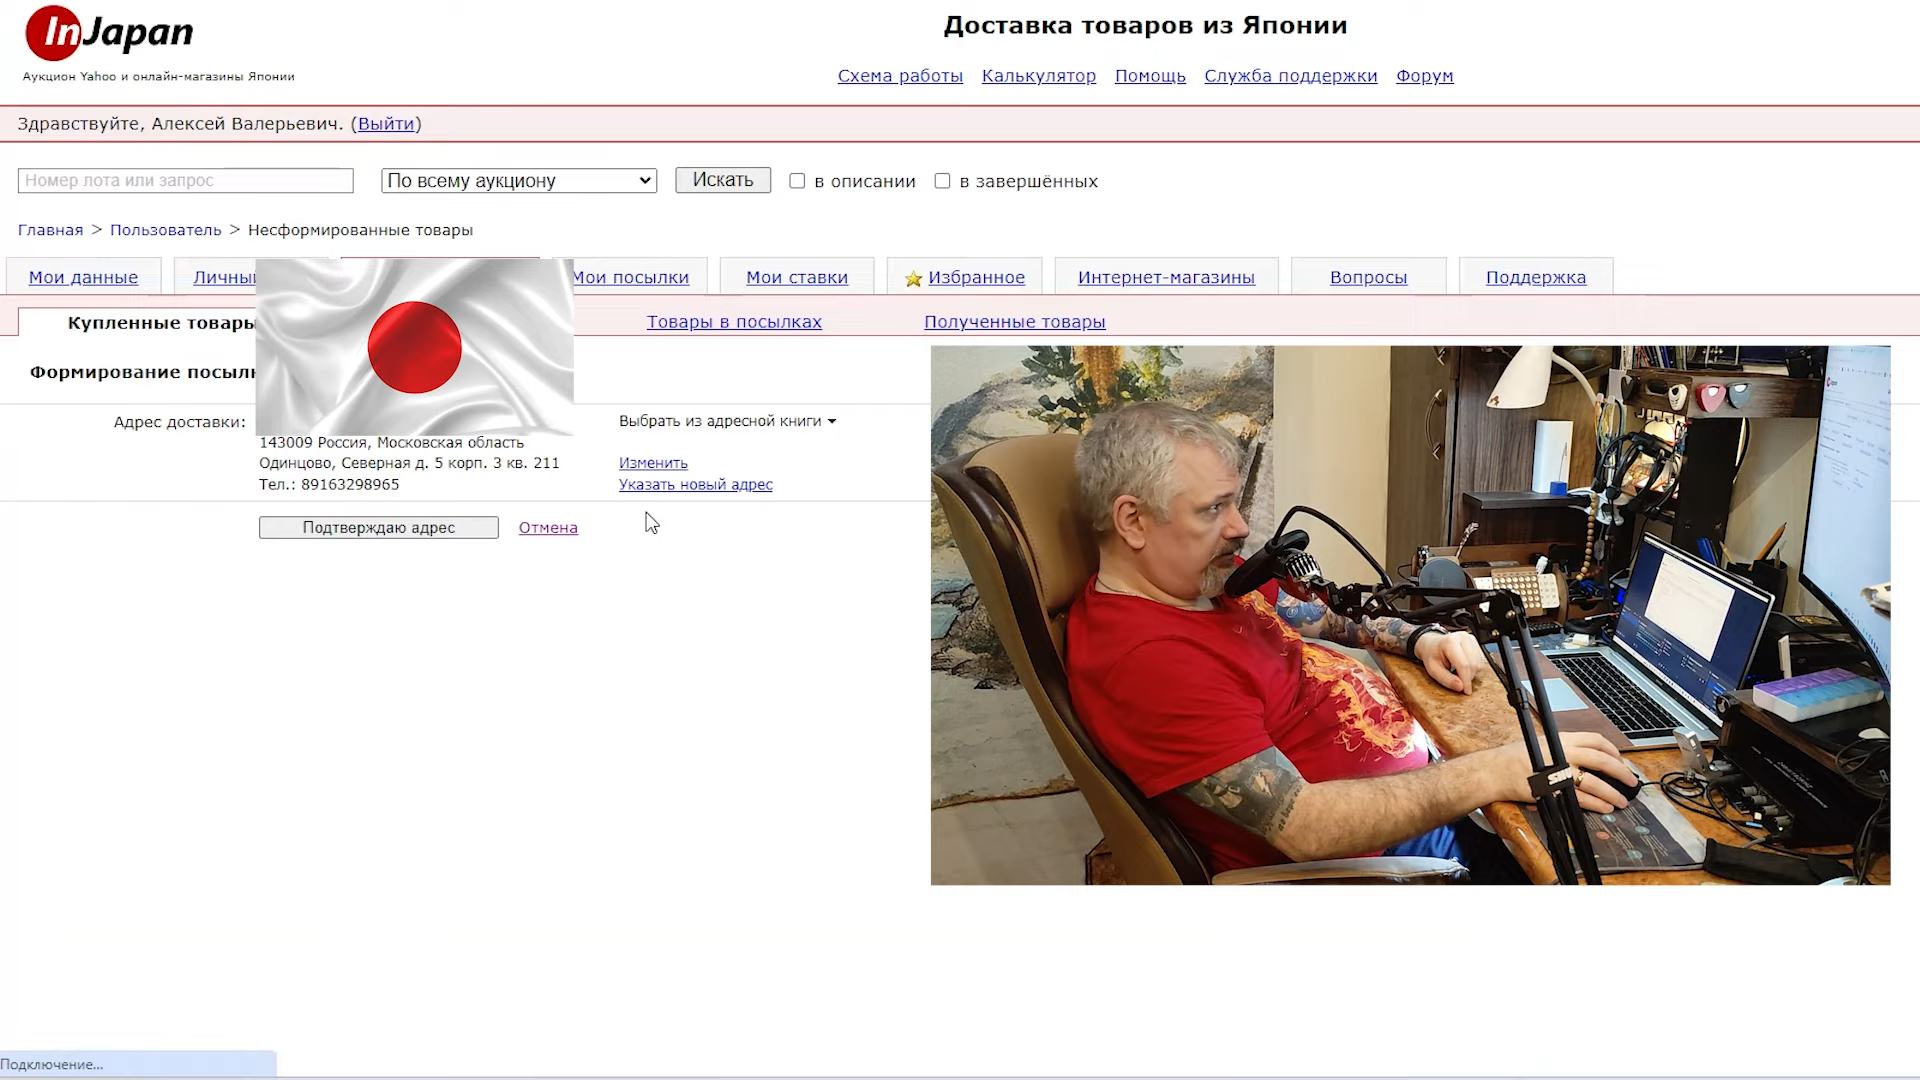 InJapan
Аукцион Yahoo и онлайн-магазины Японии
Доставка товаров из Японии
Схема работы Калькулятор Помощь Служба поддержки Форум
Здравствуйте, Алексей Валерьевич. (Выйти)
Номер лота или запрос По всему аукциону Искать в описании в завершённых
Главная > Пользователь > Несформированные товары
Мои данные Личный Мои посылки Мои ставки Избранное Интернет-магазины Вопросы Поддержка
Купленные товары Товары в посылках Полученные товары
Формирование посылк
Адрес доставки: Выбрать из адресной книги
143009 Россия, Московская область
Одинцово, Северная д. 5 корп. 3 кв. 211 Изменить
Тел.: 89163298965 Указать новый адрес
Подтверждаю адрес Отмена
Подключение...